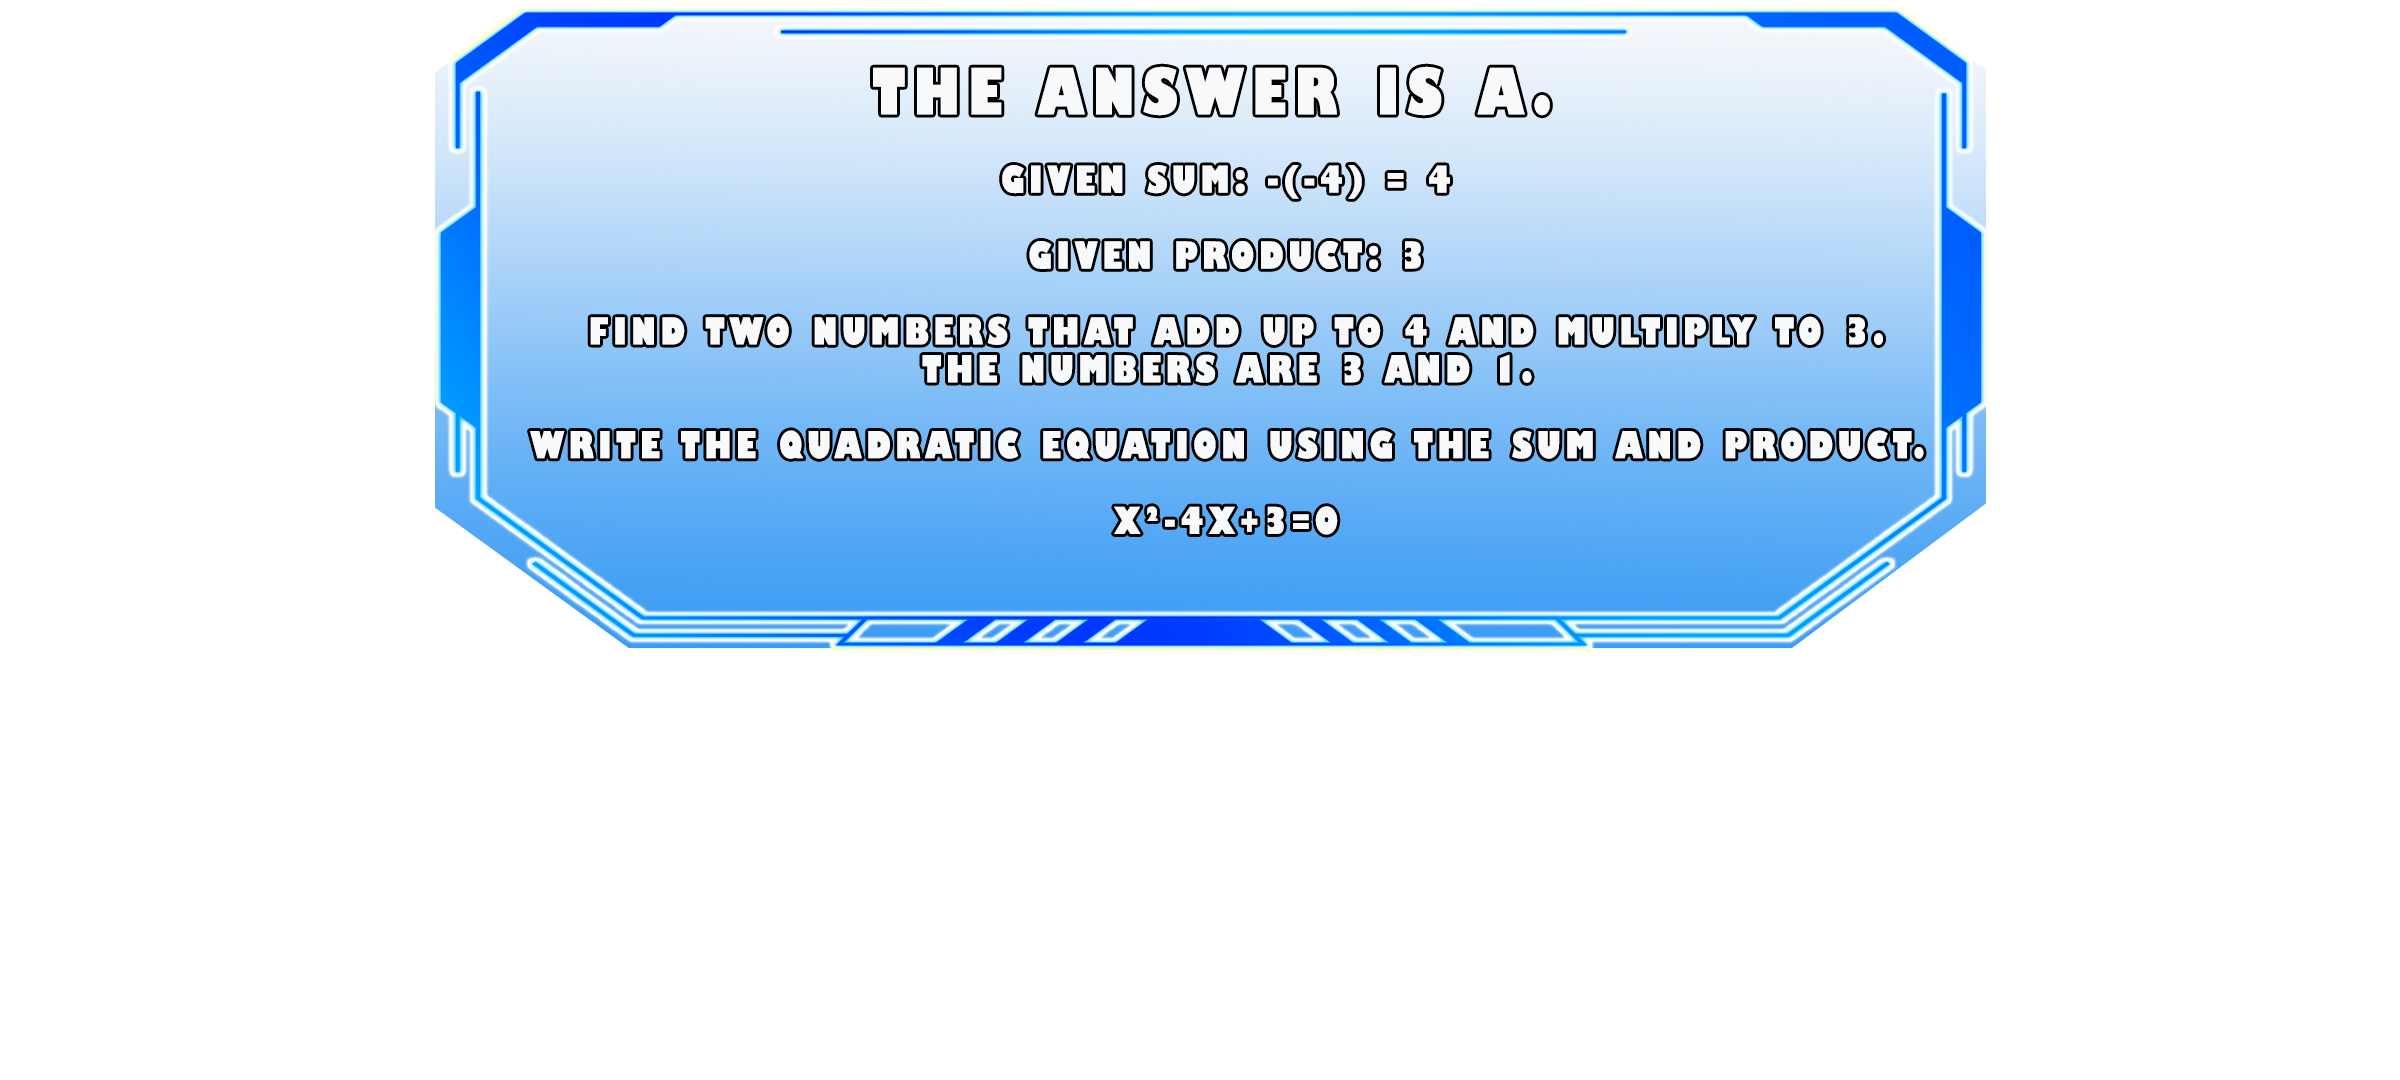 THE ANSWER IS A.
GIVEN SUM: -(-4) = 4
GIVEN PRODUCT: 3
FIND TWO NUMBERS THAT ADD UP TO 4 AND MULTIPLY TO 3.
THE NUMBERS ARE 3 AND 1.
WRITE THE QUADRATIC EQUATION USING THE SUM AND PRODUCT.
X²-4X+3=0